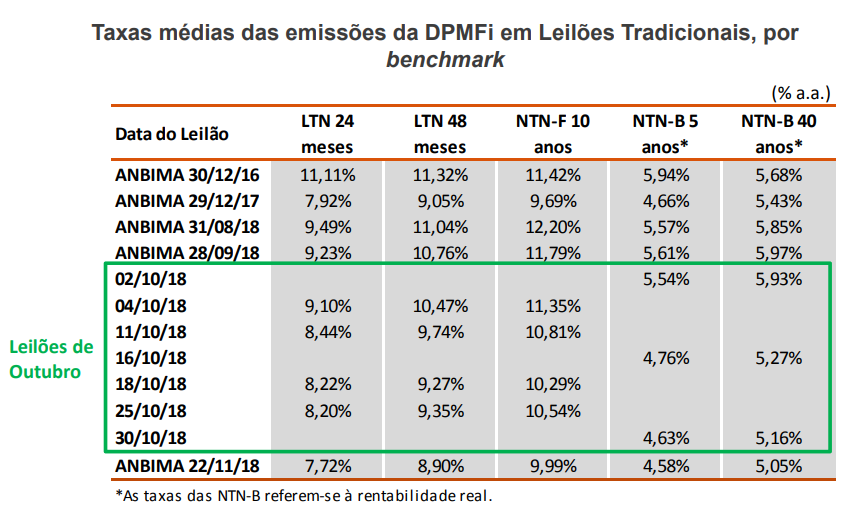 Taxas médias das emissões da DPMFi em Leilões Tradicionais, por
benchmark
(% a.a.)
Data do Leilão LTN 24 meses LTN 48 meses NTN-F 10 anos NTN-B 5 anos* NTN-B 40 anos*
ANBIMA 30/12/16 11,11% 11,32% 11,42% 5,94% 5,68%
ANBIMA 29/12/17 7,92% 9,05% 9,69% 4,66% 5,43%
ANBIMA 31/08/18 9,49% 11,04% 12,20% 5,57% 5,85%
ANBIMA 28/09/18 9,23% 10,76% 11,79% 5,61% 5,97%
Leilões de
Outubro
02/10/18 5,54% 5,93%
04/10/18 9,10% 10,47% 11,35%
11/10/18 8,44% 9,74% 10,81%
16/10/18 4,76% 5,27%
18/10/18 8,22% 9,27% 10,29%
25/10/18 8,20% 9,35% 10,54%
30/10/18 4,63% 5,16%
ANBIMA 22/11/18 7,72% 8,90% 9,99% 4,58% 5,05%
*As taxas das NTN-B referem-se à rentabilidade real.